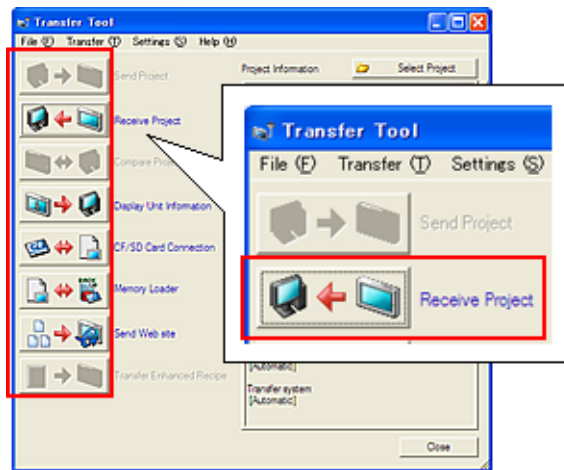 Transfer Tool
File (F) Transfer (T) Settings (S) Help (H)
Send Project
Receive Project
Compare
Display Unit Information
CF/SD Card Connection
Memory Loader
Send Web site
Transfer Enhanced Recipe
Project Information
Select Project
Transfer Tool
File (F) Transfer (T) Settings (S)
Send Project
Receive Project
[Automatic]
Transfer system
[Automatic]
Close